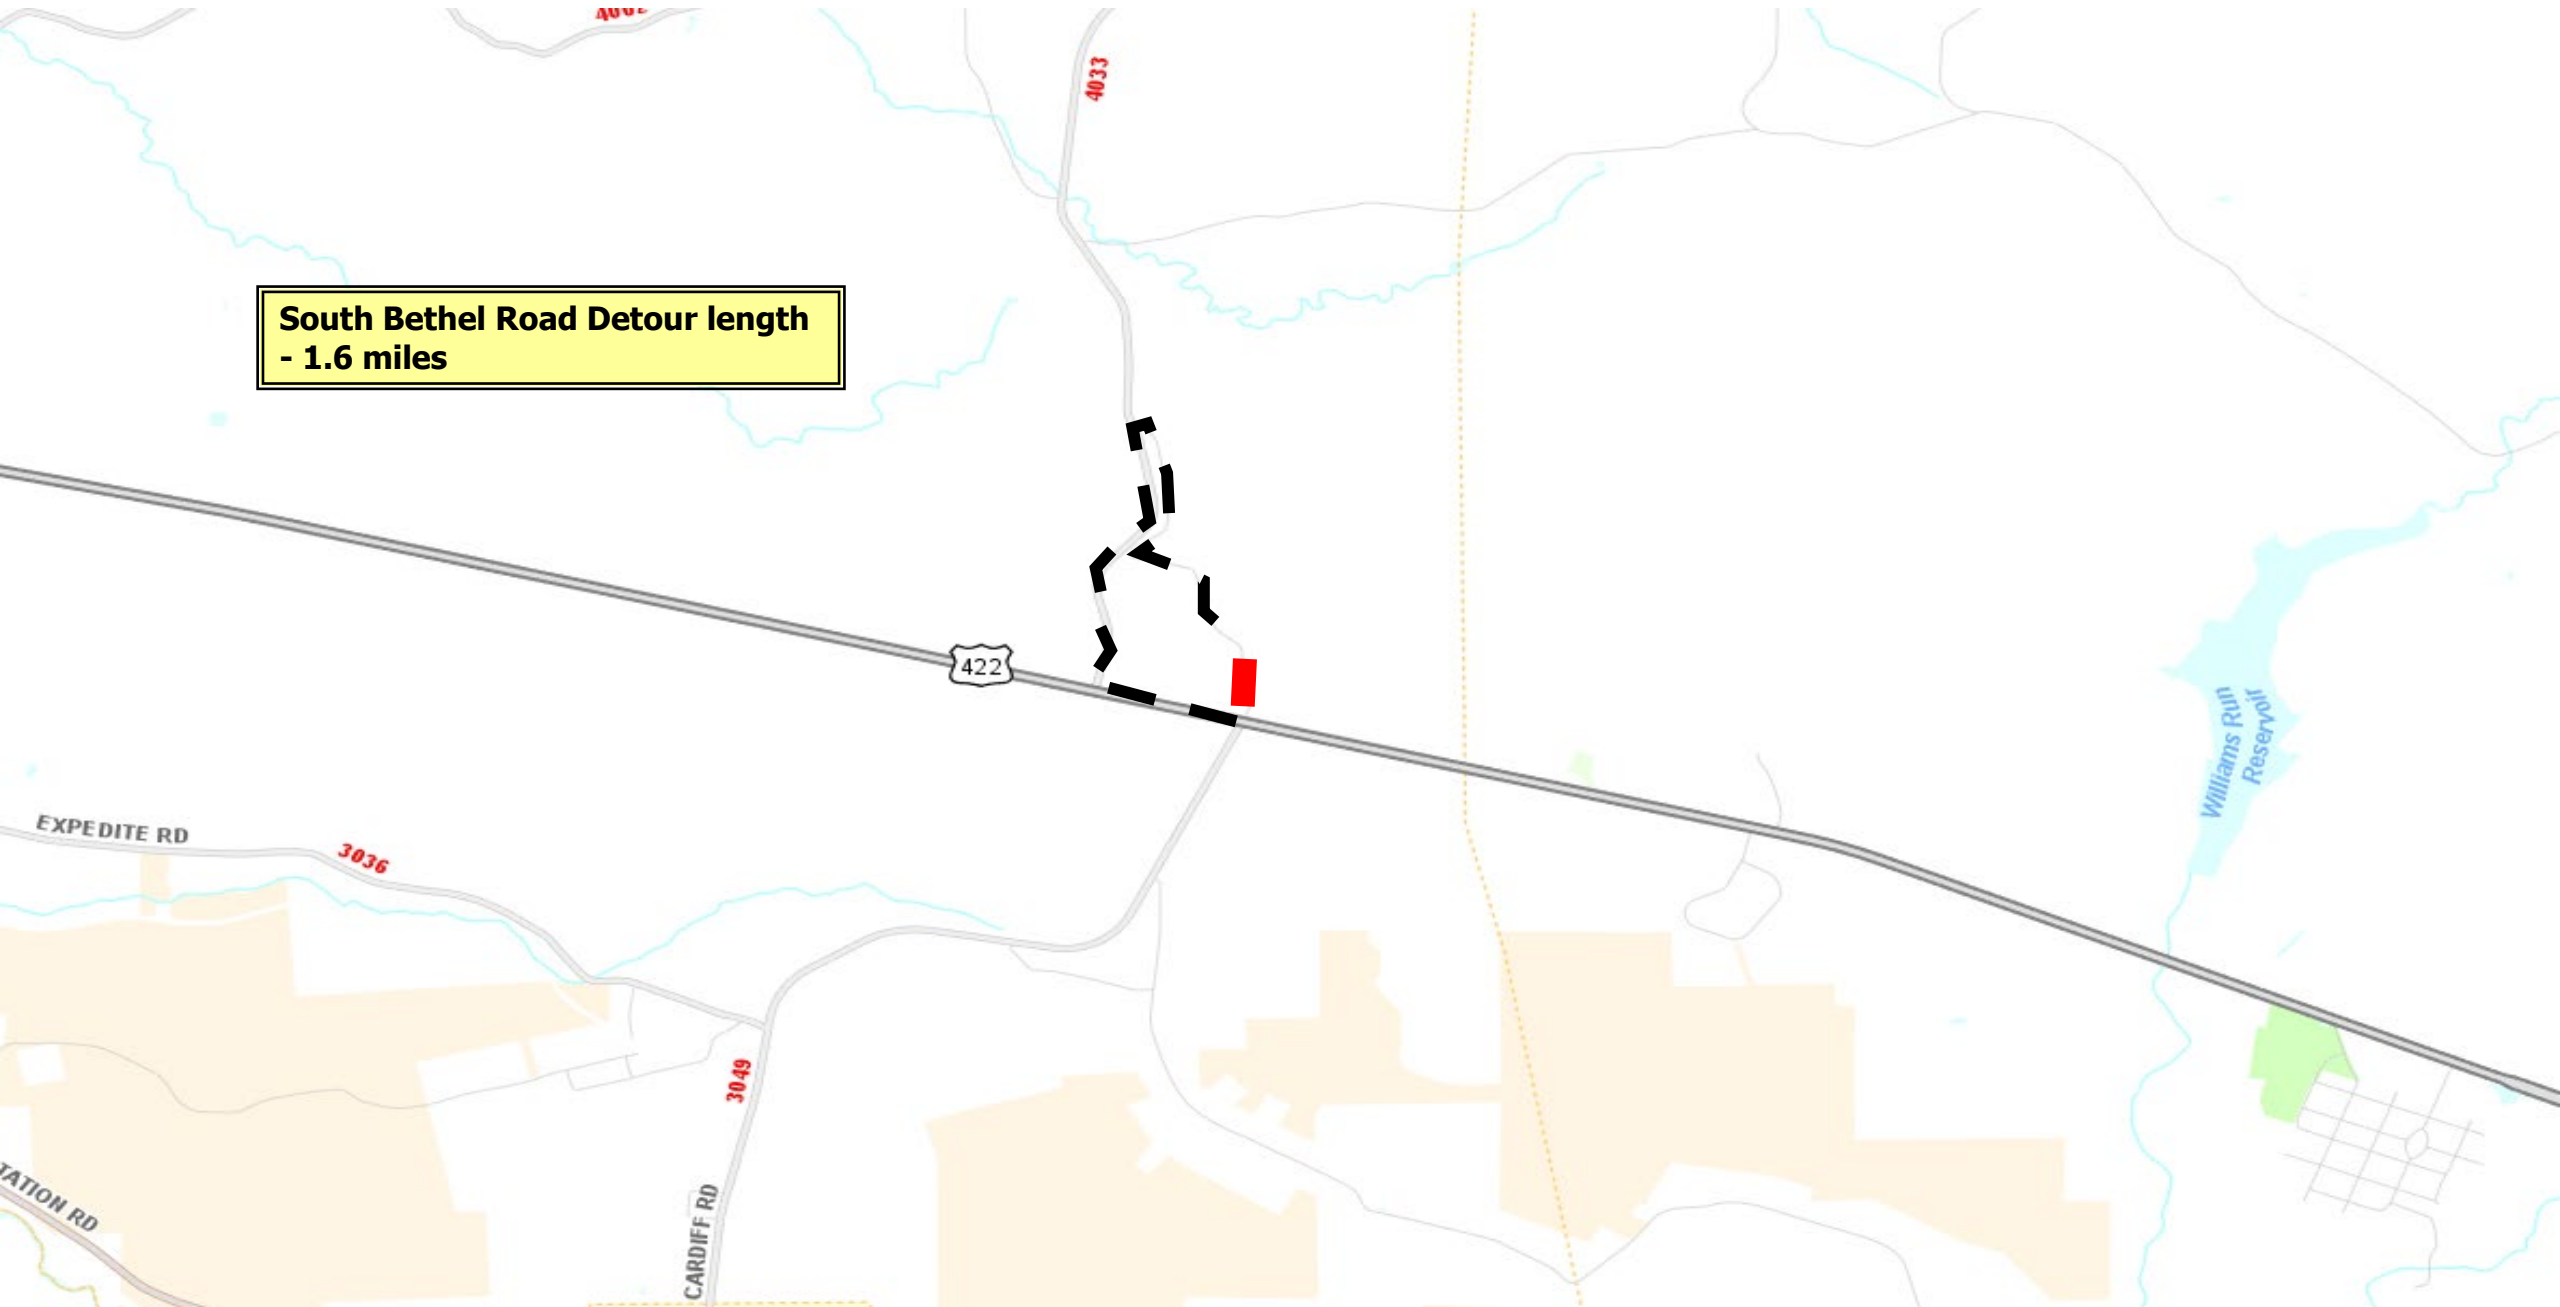 4002
4033
South Bethel Road Detour length
- 1.6 miles
422
Williams Run
Reservoir
EXPEDITE RD
3036
3049
TATION RD
CARDIFF RD